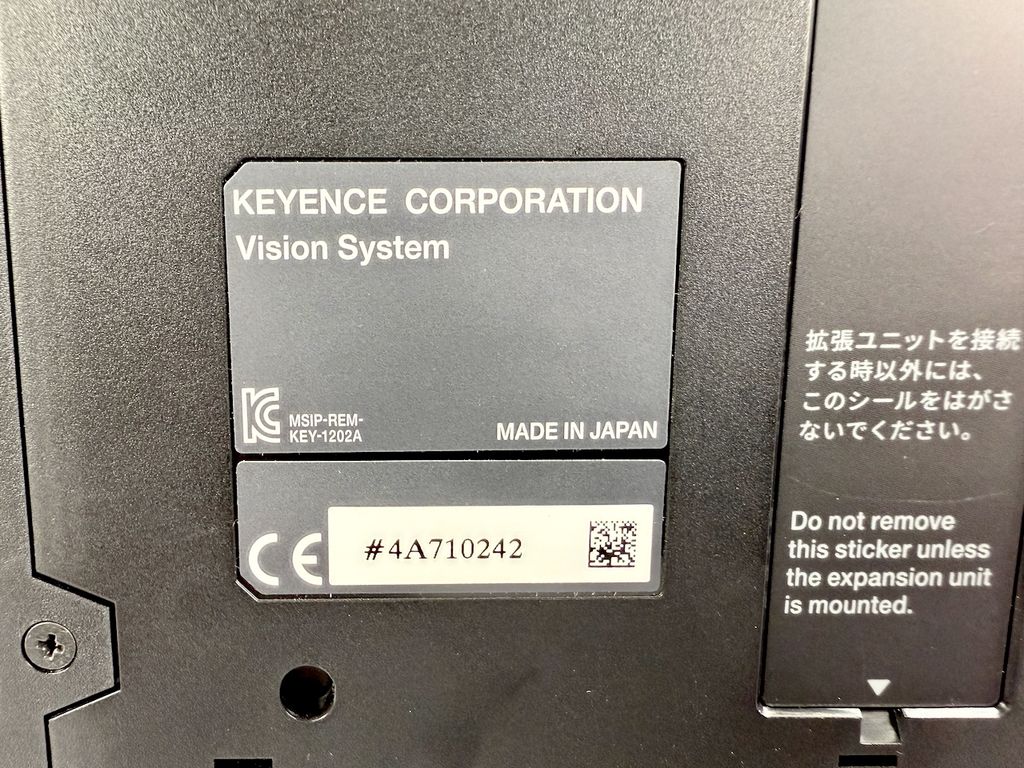 KEYENCE CORPORATION
Vision System
MSIP-REM-
KEY-1202A
MADE IN JAPAN
CE
#4A710242
拡張ユニットを接続
する時以外には、
このシールをはがさ
ないでください。
Do not remove
this sticker unless
the expansion unit
is mounted.